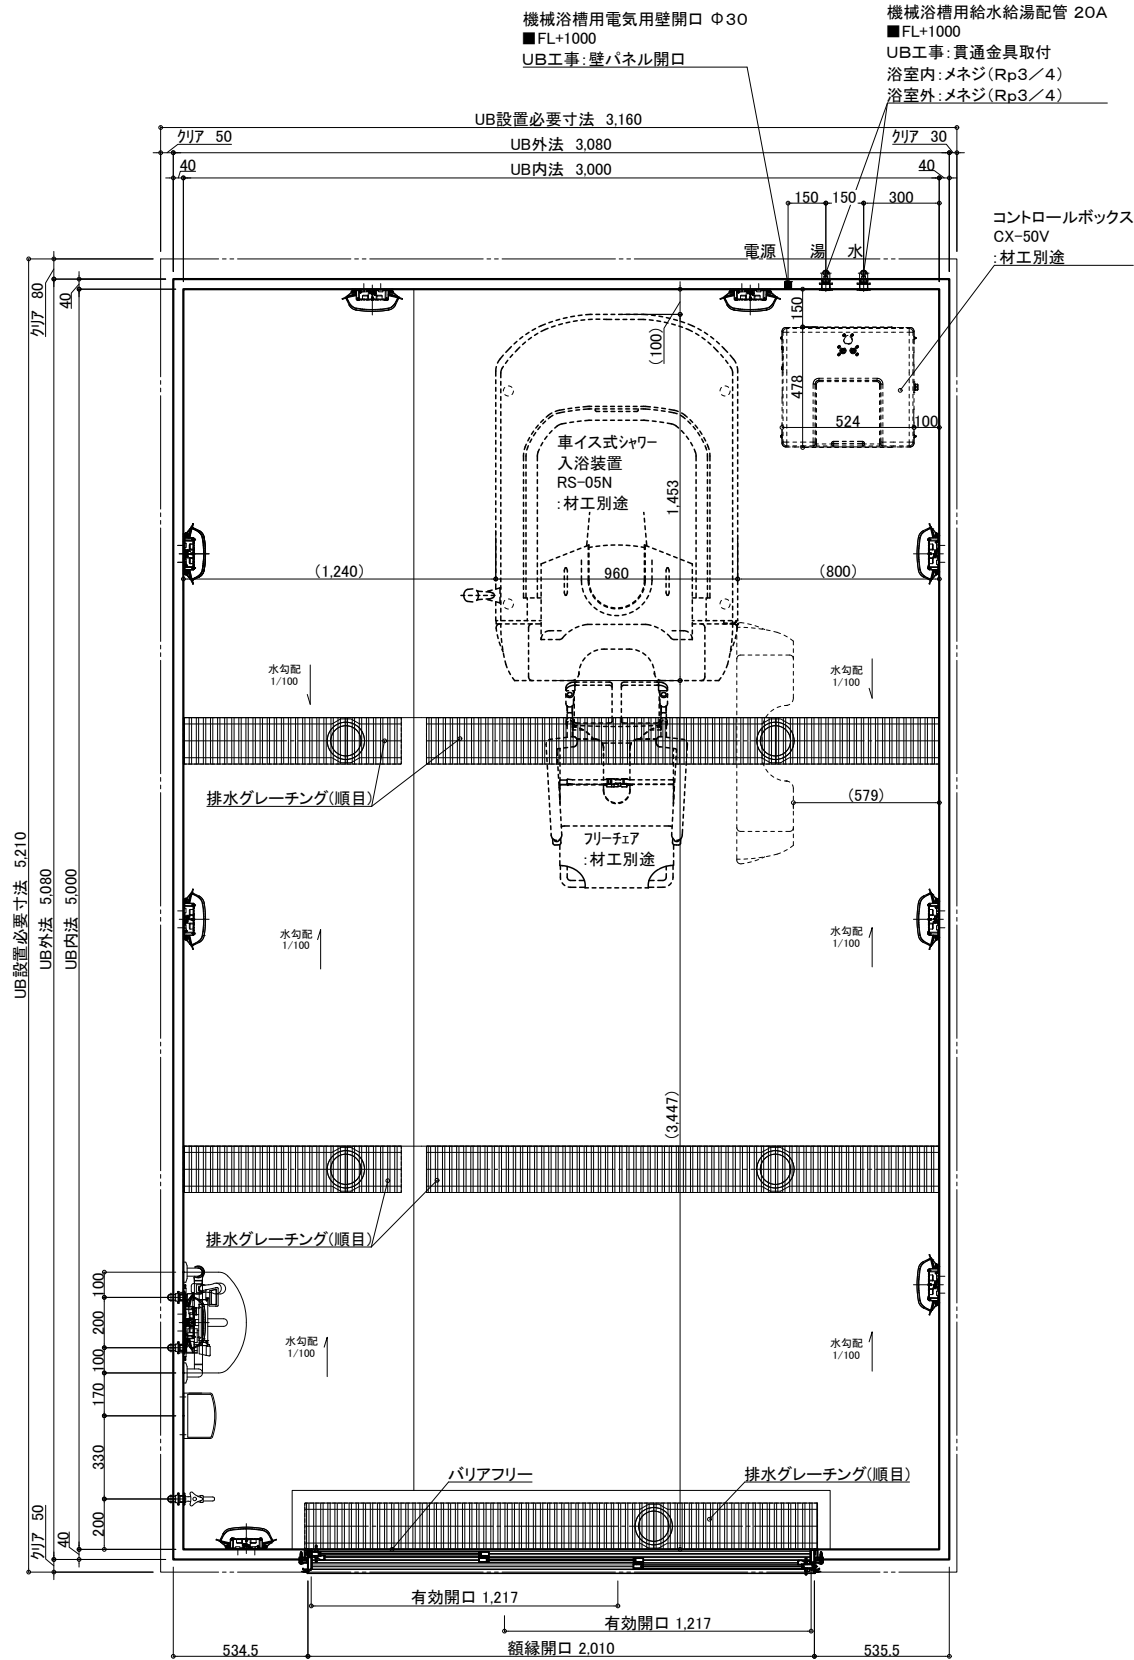 機械浴槽用電気用壁開口 Φ30
■FL+1000
UB工事:壁パネル開口
機械浴槽用給水給湯配管 20A
■FL+1000
UB工事:貫通金具取付
浴室内:メネジ(Rp3/4)
浴室外:メネジ(Rp3/4)
UB設置必要寸法 3,160
クリア 50
UB外法 3,080
クリア 30
40
UB内法 3,000
40
150
150
300
コントロールボックス
CX-50V
:材工別途
電源
湯
水
クリア 80
40
(100)
150
478
524
100
車イス式シャワー
入浴装置
RS-05N
:材工別途
1,453
(1,240)
960
(800)
水勾配
1/100
水勾配
1/100
排水グレーチング(順目)
(579)
フリーチェア
:材工別途
UB設置必要寸法 5,210
UB外法 5,080
UB内法 5,000
水勾配
1/100
水勾配
1/100
(3,447)
排水グレーチング(順目)
100
200
100
170
330
200
水勾配
1/100
水勾配
1/100
バリアフリー
排水グレーチング(順目)
クリア 50
40
有効開口 1,217
有効開口 1,217
534.5
額縁開口 2,010
535.5